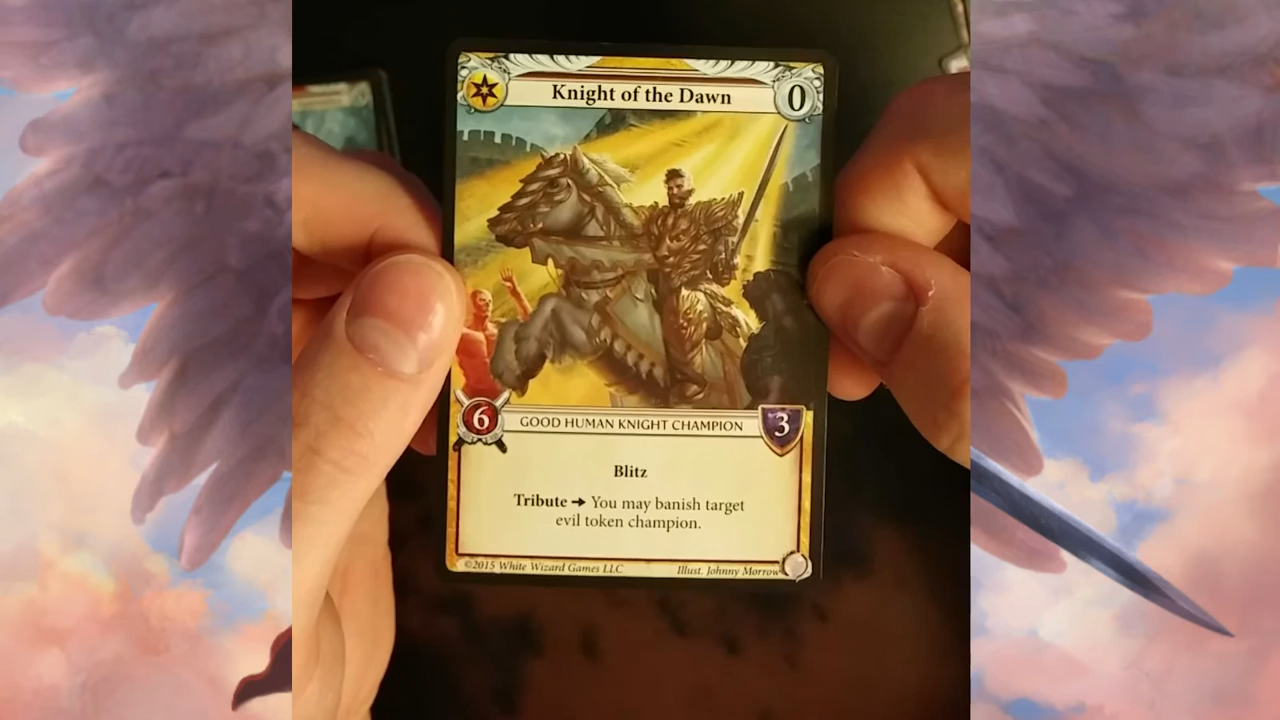 Knight of the Dawn
0
6
GOOD HUMAN KNIGHT CHAMPION
3
Blitz
Tribute ➔ You may banish target
evil token champion.
©2015 White Wizard Games LLC
Illust. Johnny Morrow